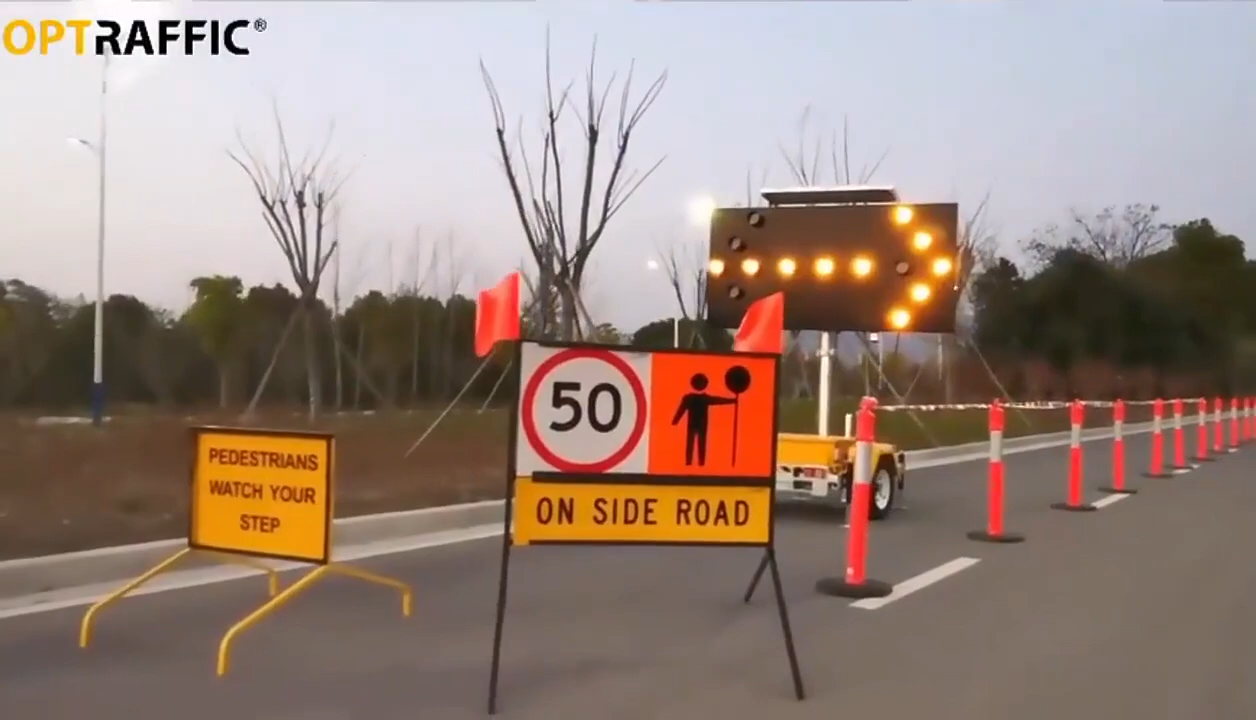 OPTRAFFIC®
50
ON SIDE ROAD
PEDESTRIANS
WATCH YOUR
STEP